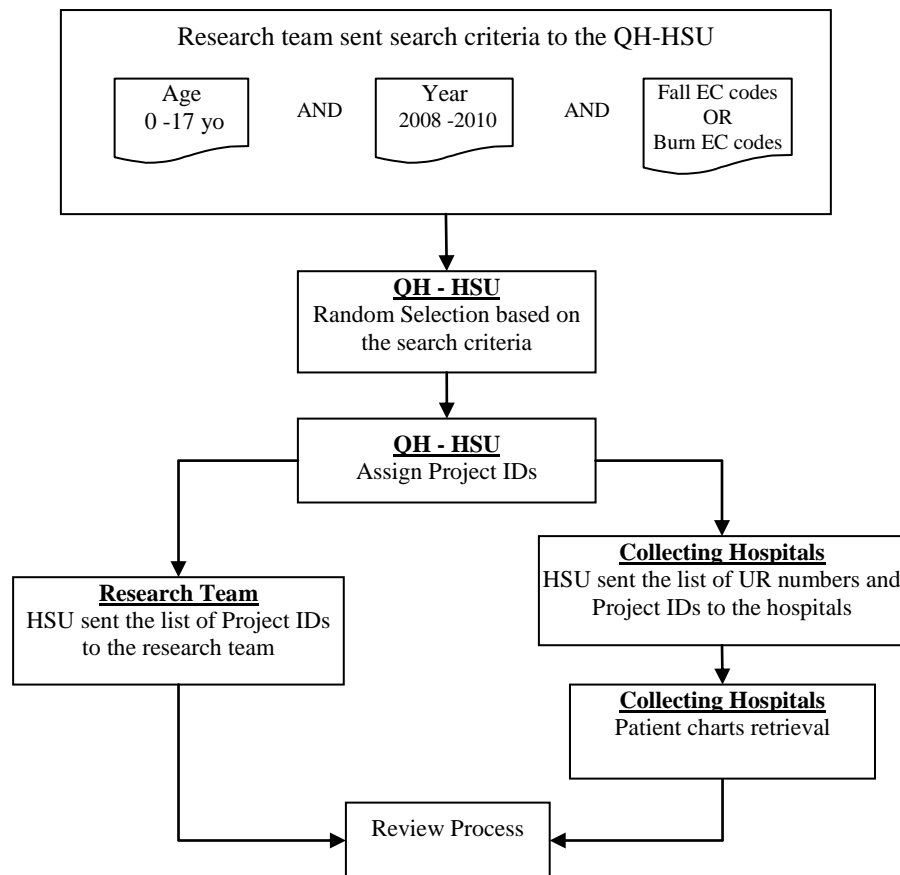 Research team sent search criteria to the QH-HSU
Age
0 -17 yo
AND
Year
2008 -2010
AND
Fall EC codes
OR
Burn EC codes
QH - HSU
Random Selection based on
the search criteria
QH - HSU
Assign Project IDs
Research Team
HSU sent the list of Project IDs
to the research team
Collecting Hospitals
HSU sent the list of UR numbers and
Project IDs to the hospitals
Collecting Hospitals
Patient charts retrieval
Review Process